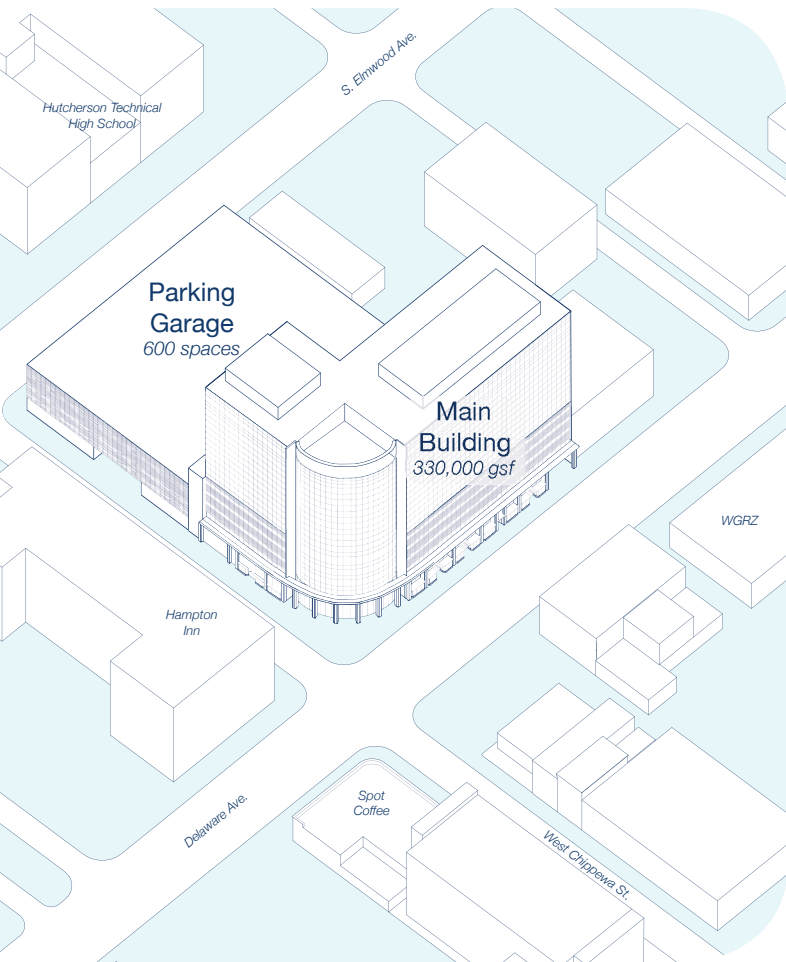 S. Elmwood Ave.
Hutcherson Technical
High School
Parking
Garage
600 spaces
Main
Building
330,000 gsf
WGRZ
Hampton
Inn
Spot
Coffee
Delaware Ave.
West Chippewa St.